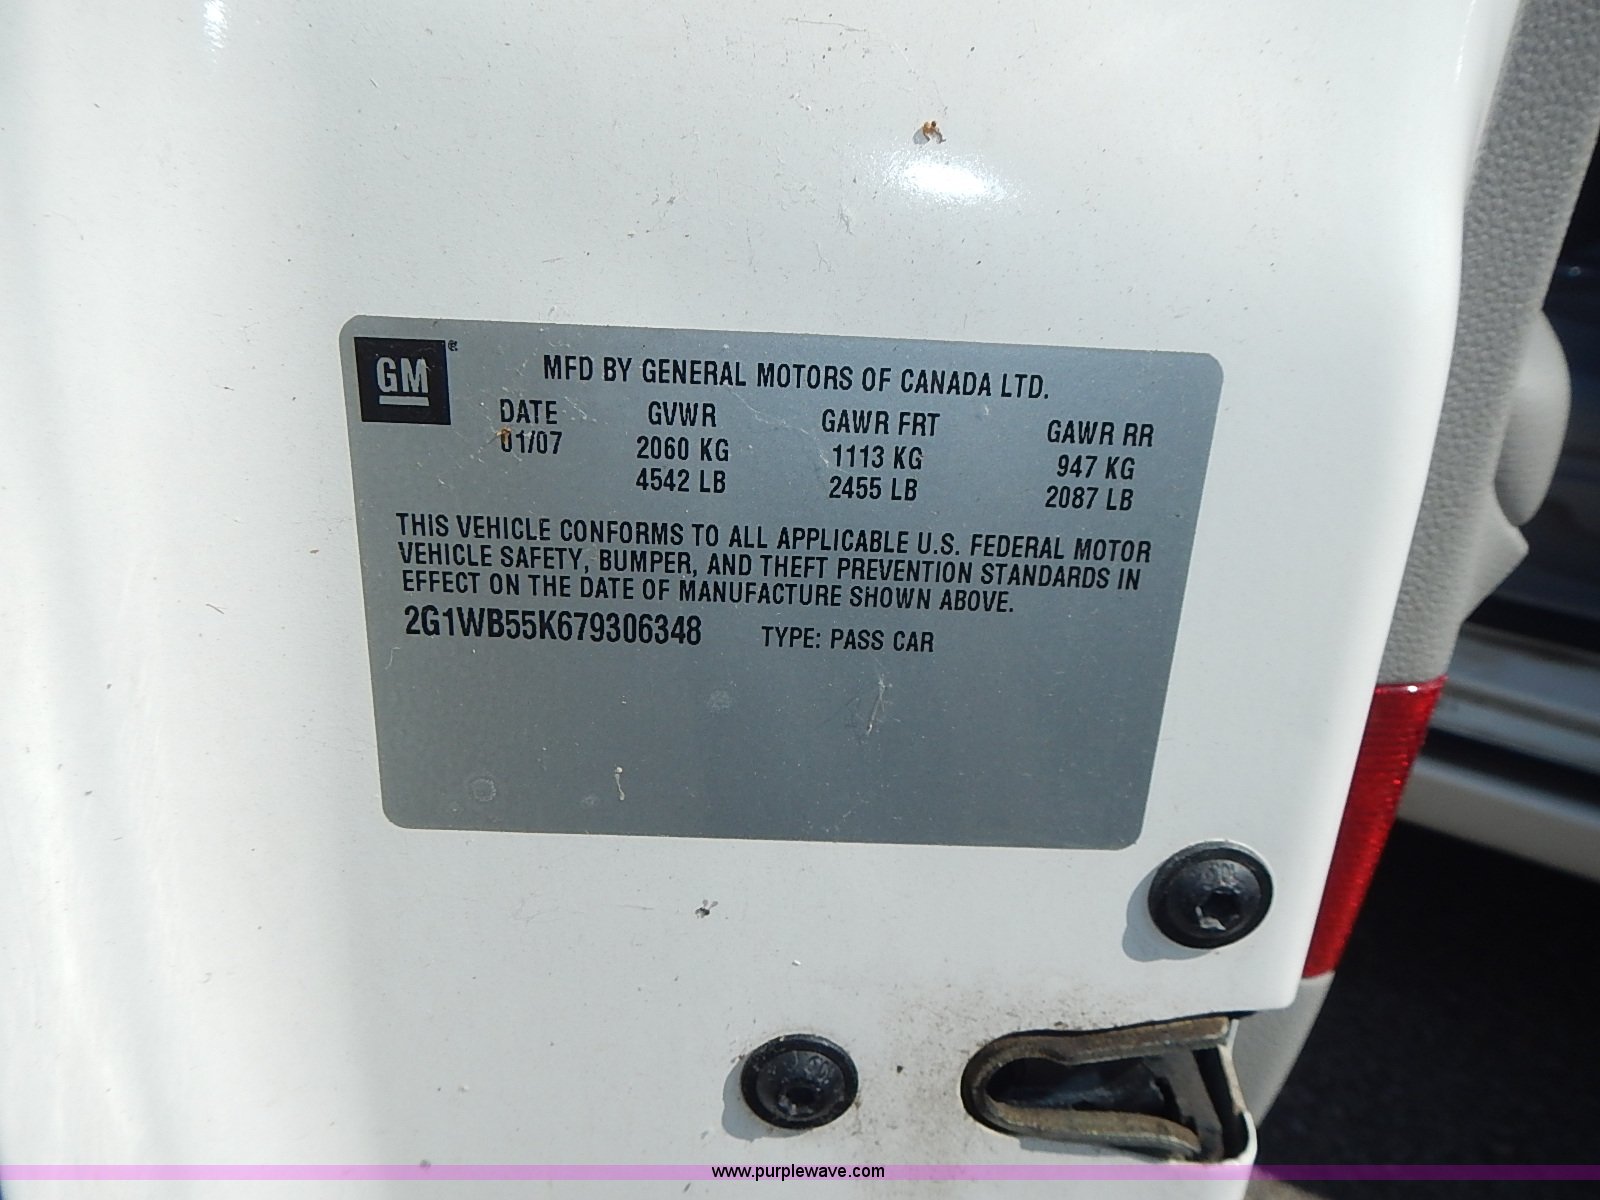 GM®
MFD BY GENERAL MOTORS OF CANADA LTD.
DATE GVWR GAWR FRT GAWR RR
01/07 2060 KG 1113 KG 947 KG
4542 LB 2455 LB 2087 LB
THIS VEHICLE CONFORMS TO ALL APPLICABLE U.S. FEDERAL MOTOR
VEHICLE SAFETY, BUMPER, AND THEFT PREVENTION STANDARDS IN
EFFECT ON THE DATE OF MANUFACTURE SHOWN ABOVE.
2G1WB55K679306348 TYPE: PASS CAR
www.purplewave.com